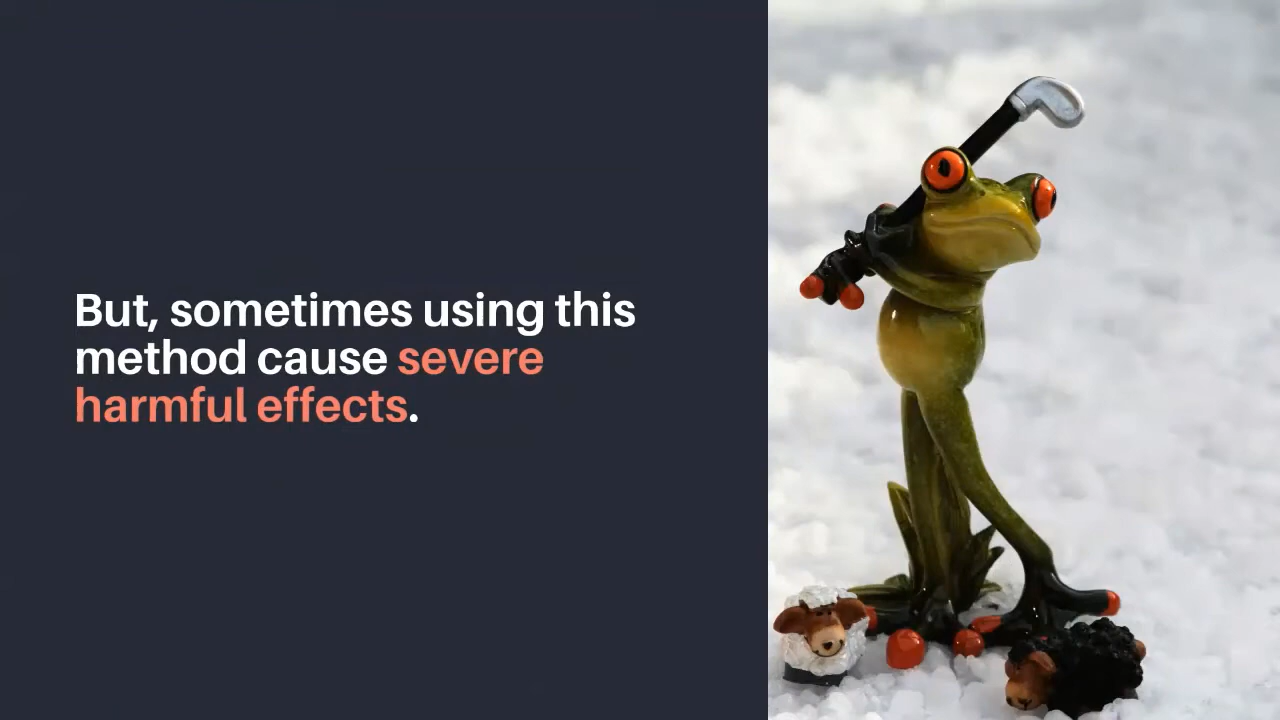 But, sometimes using this
method cause severe
harmful effects.